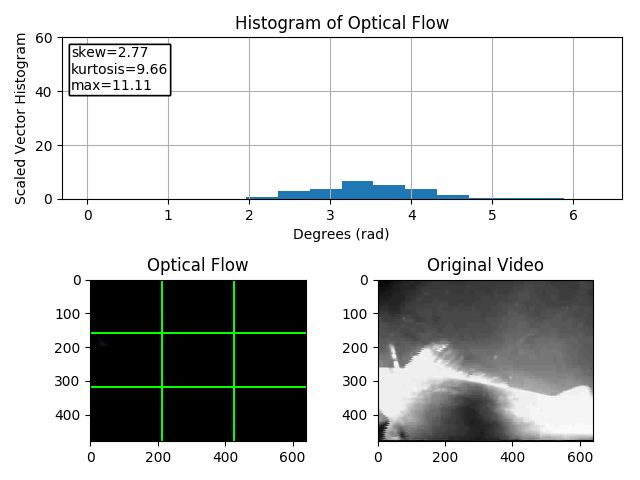 Histogram of Optical Flow
Scaled Vector Histogram
60
40
20
0
skew=2.77
kurtosis=9.66
max=11.11
0 1 2 3 4 5 6
Degrees (rad)
Optical Flow
0
100
200
300
400
0 200 400 600
Original Video
0
100
200
300
400
0 200 400 600